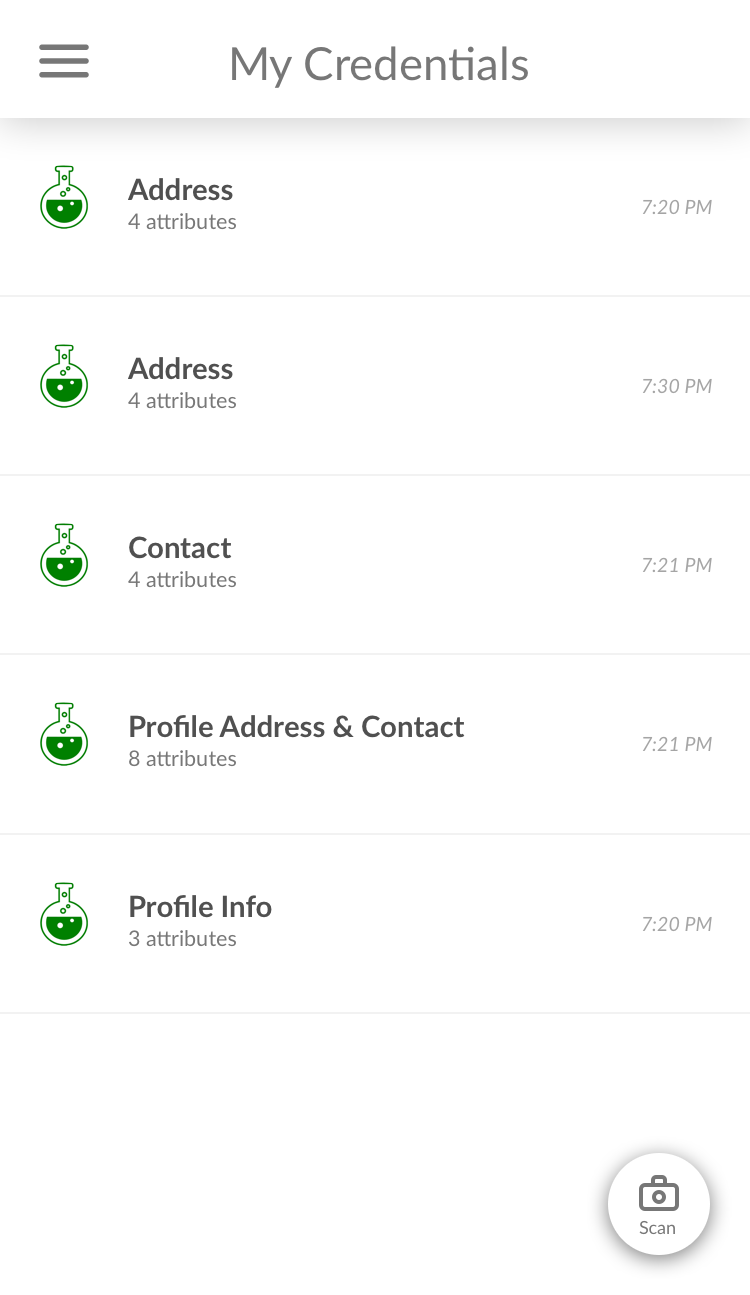 My Credentials
Address
4 attributes
7:20 PM
Address
4 attributes
7:30 PM
Contact
4 attributes
7:21 PM
Profile Address & Contact
8 attributes
7:21 PM
Profile Info
3 attributes
7:20 PM
Scan